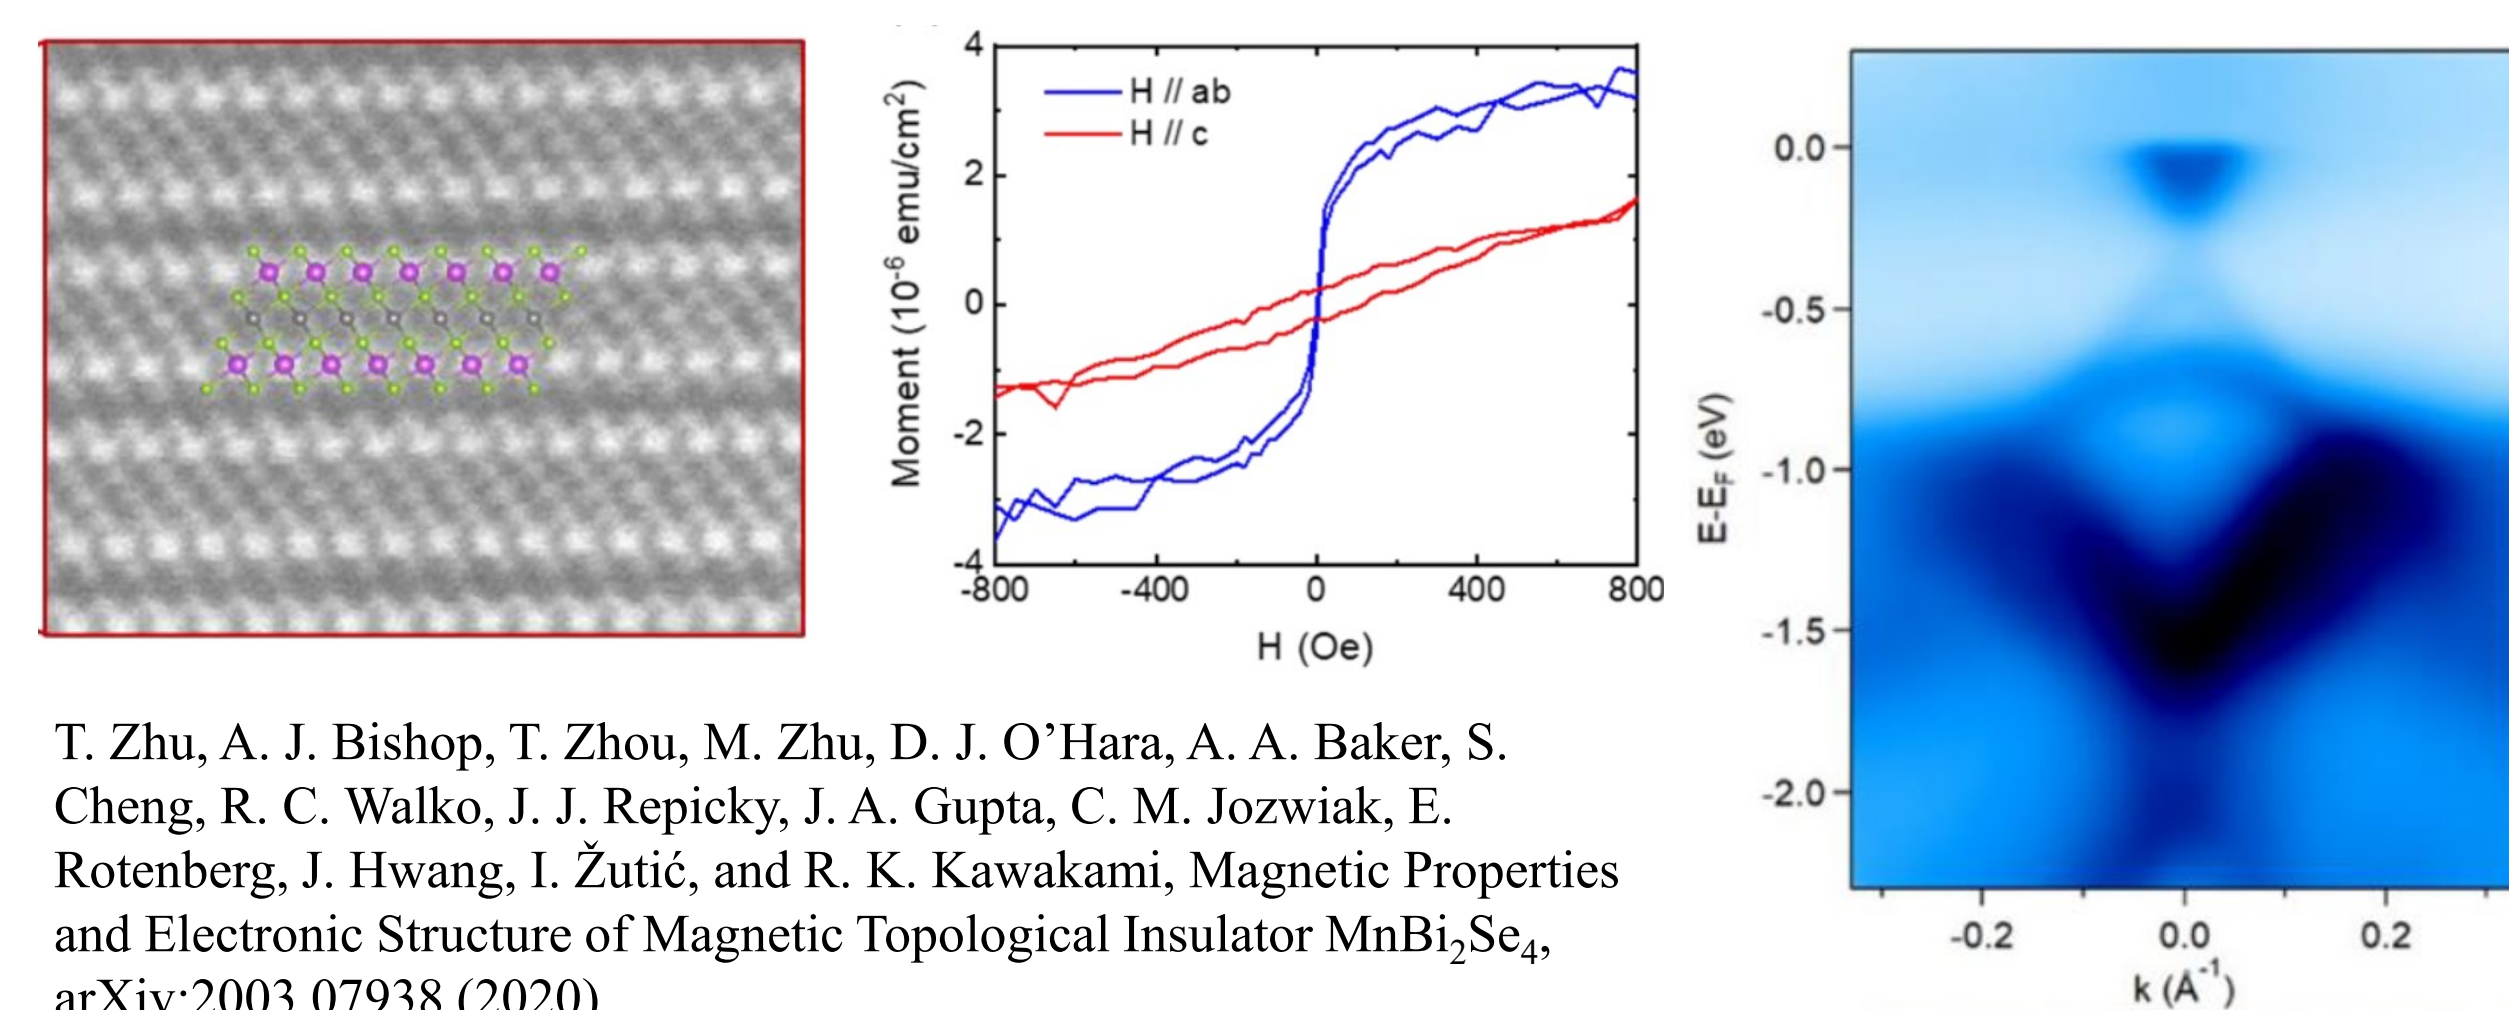 4
2
0
-2
-4
Moment (10⁻⁶ emu/cm²)
H // ab
H // c
-800
-400
0
400
800
H (Oe)
0.0
-0.5
-1.0
-1.5
-2.0
E-E_F (eV)
-0.2
0.0
0.2
k (Å⁻¹)
T. Zhu, A. J. Bishop, T. Zhou, M. Zhu, D. J. O’Hara, A. A. Baker, S.
Cheng, R. C. Walko, J. J. Repicky, J. A. Gupta, C. M. Jozwiak, E.
Rotenberg, J. Hwang, I. Žutić, and R. K. Kawakami, Magnetic Properties
and Electronic Structure of Magnetic Topological Insulator MnBi₂Se₄,
arXiv:2003.07938 (2020)